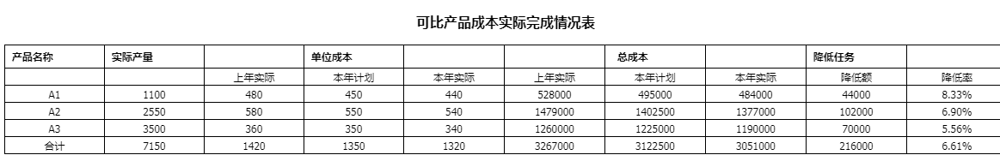 可比产品成本实际完成情况表
产品名称 实际产量 单位成本 总成本 降低任务
上年实际 本年计划 本年实际 上年实际 本年计划 本年实际 降低额 降低率
A1 1100 480 450 440 528000 495000 484000 44000 8.33%
A2 2550 580 550 540 1479000 1402500 1377000 102000 6.90%
A3 3500 360 350 340 1260000 1225000 1190000 70000 5.56%
合计 7150 1420 1350 1320 3267000 3122500 3051000 216000 6.61%